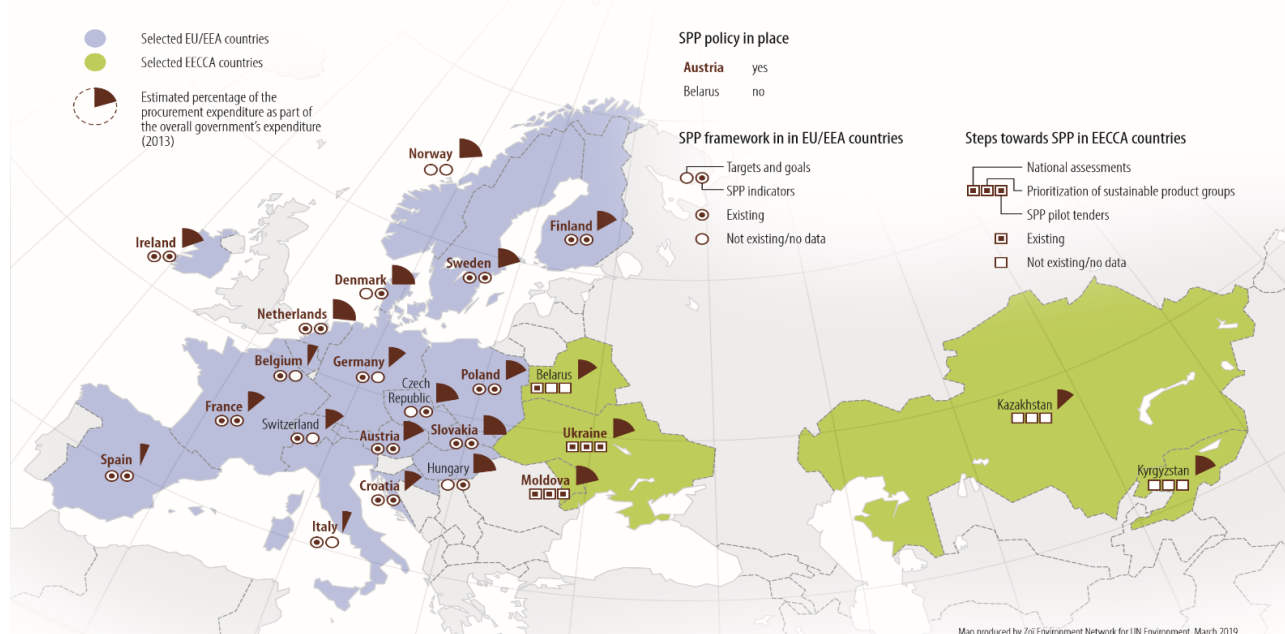 Selected EU/EEA countries
Selected EECCA countries
Estimated percentage of the
procurement expenditure as part of
the overall government's expenditure
(2013)
SPP policy in place
Austria yes
Belarus no
SPP framework in in EU/EEA countries
Targets and goals
SPP indicators
Existing
Not existing/no data
Steps towards SPP in EECCA countries
National assessments
Prioritization of sustainable product groups
SPP pilot tenders
Existing
Not existing/no data
Norway
Finland
Ireland
Sweden
Denmark
Netherlands
Belgium
Germany
Poland
Belarus
Czech
Republic
France
Switzerland
Austria
Slovakia
Ukraine
Kazakhstan
Spain
Hungary
Moldova
Kyrgyzstan
Croatia
Italy
Map produced by Zoï Environment Network for UN Environment, March 2019